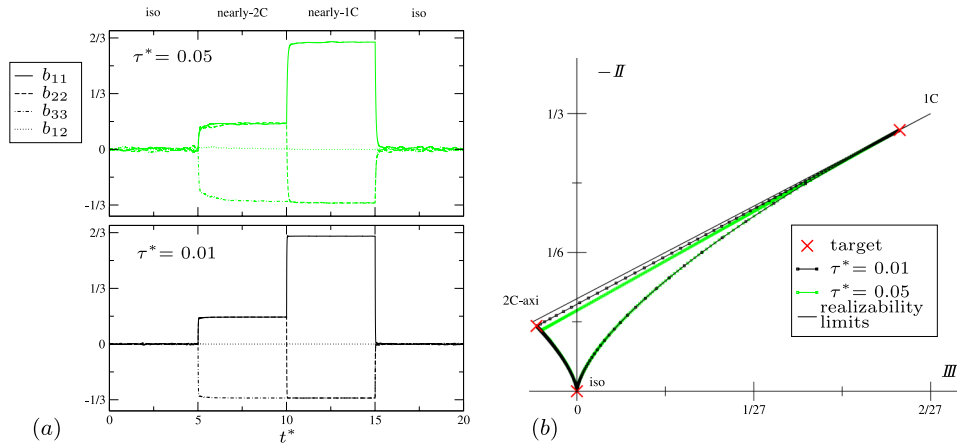 iso nearly-2C nearly-1C iso
2/3
τ* = 0.05
b11
b22
b33
b12
1/3
0
-1/3
2/3
τ* = 0.01
1/3
0
-1/3
0 5 10 15 20
(a) t*
−II
1/3
1C
1/6
target
τ* = 0.01
τ* = 0.05
realizability
limits
2C-axi
iso
III
0 1/27 2/27
(b)